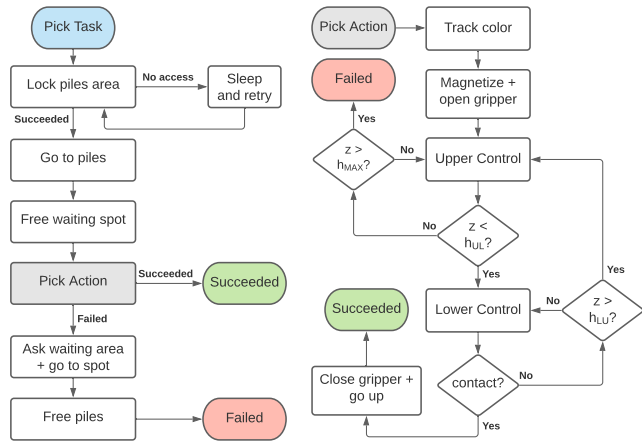 Pick Task
Lock piles area
No access
Sleep
and retry
Succeeded
Go to piles
Free waiting spot
Pick Action
Succeeded
Succeeded
Failed
Ask waiting area
+ go to spot
Free piles
Failed
Pick Action
Track color
Failed
Magnetize +
open gripper
Yes
z >
hMAX?
No
Upper Control
No
z <
hUL?
Yes
Yes
Succeeded
Lower Control
No
z >
hLU?
Close gripper +
go up
contact?
No
Yes